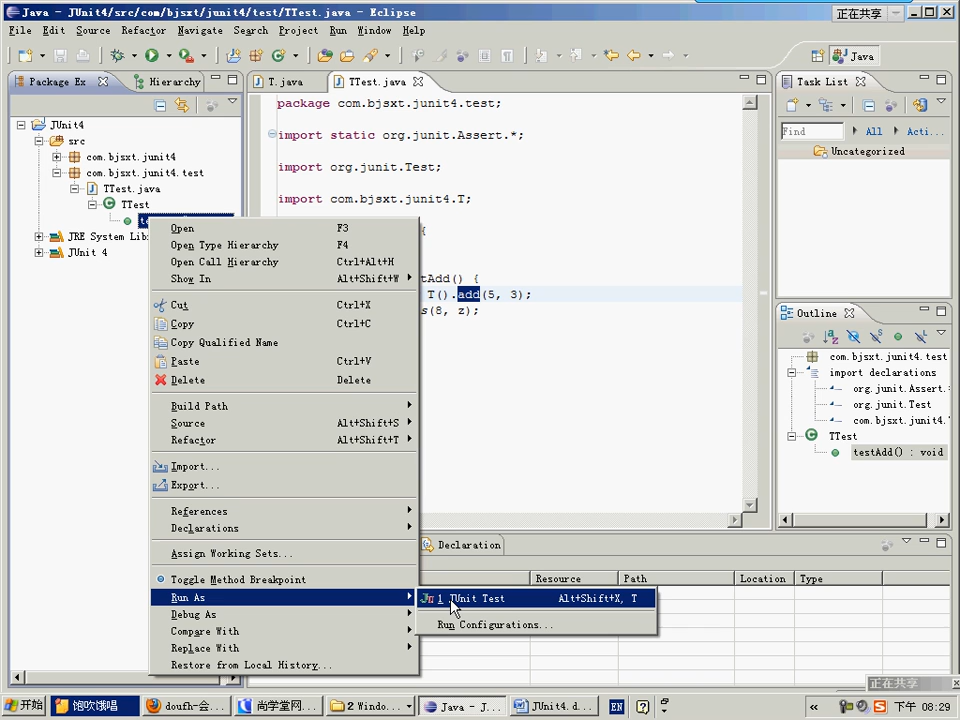 Java - JUnit4/src/com/bjsxt/junit4/test/TTest.java - Eclipse
正在共享
File Edit Source Refactor Navigate Search Project Run Window Help
Java
Package Ex Hierarchy
T.java TTest.java
Task List
JUnit4
src
com.bjsxt.junit4
com.bjsxt.junit4.test
TTest.java
TTest
JRE System Lib
JUnit 4
package com.bjsxt.junit4.test;
import static org.junit.Assert.*;
import org.junit.Test;
import com.bjsxt.junit4.T;
{
tAdd() {
T().add(5, 3);
s(8, z);
Find All Acti...
Uncategorized
Outline
com.bjsxt.junit4.test
import declarations
org.junit.Assert.
org.junit.Test
com.bjsxt.junit4.
TTest
testAdd() : void
Open F3
Open Type Hierarchy F4
Open Call Hierarchy Ctrl+Alt+H
Show In Alt+Shift+W
Cut Ctrl+X
Copy Ctrl+C
Copy Qualified Name
Paste Ctrl+V
Delete Delete
Build Path
Source Alt+Shift+S
Refactor Alt+Shift+T
Import...
Export...
References
Declarations
Assign Working Sets...
Toggle Method Breakpoint
Run As
Debug As
Compare With
Replace With
Restore from Local History...
1 JUnit Test Alt+Shift+X, T
Run Configurations...
Declaration
Resource Path Location Type
正在共享
开始 饱吹饿唱 doufh-会... 尚学堂网... 2 Window... Java - J... JUnit4.d... EN « 下午 08:29